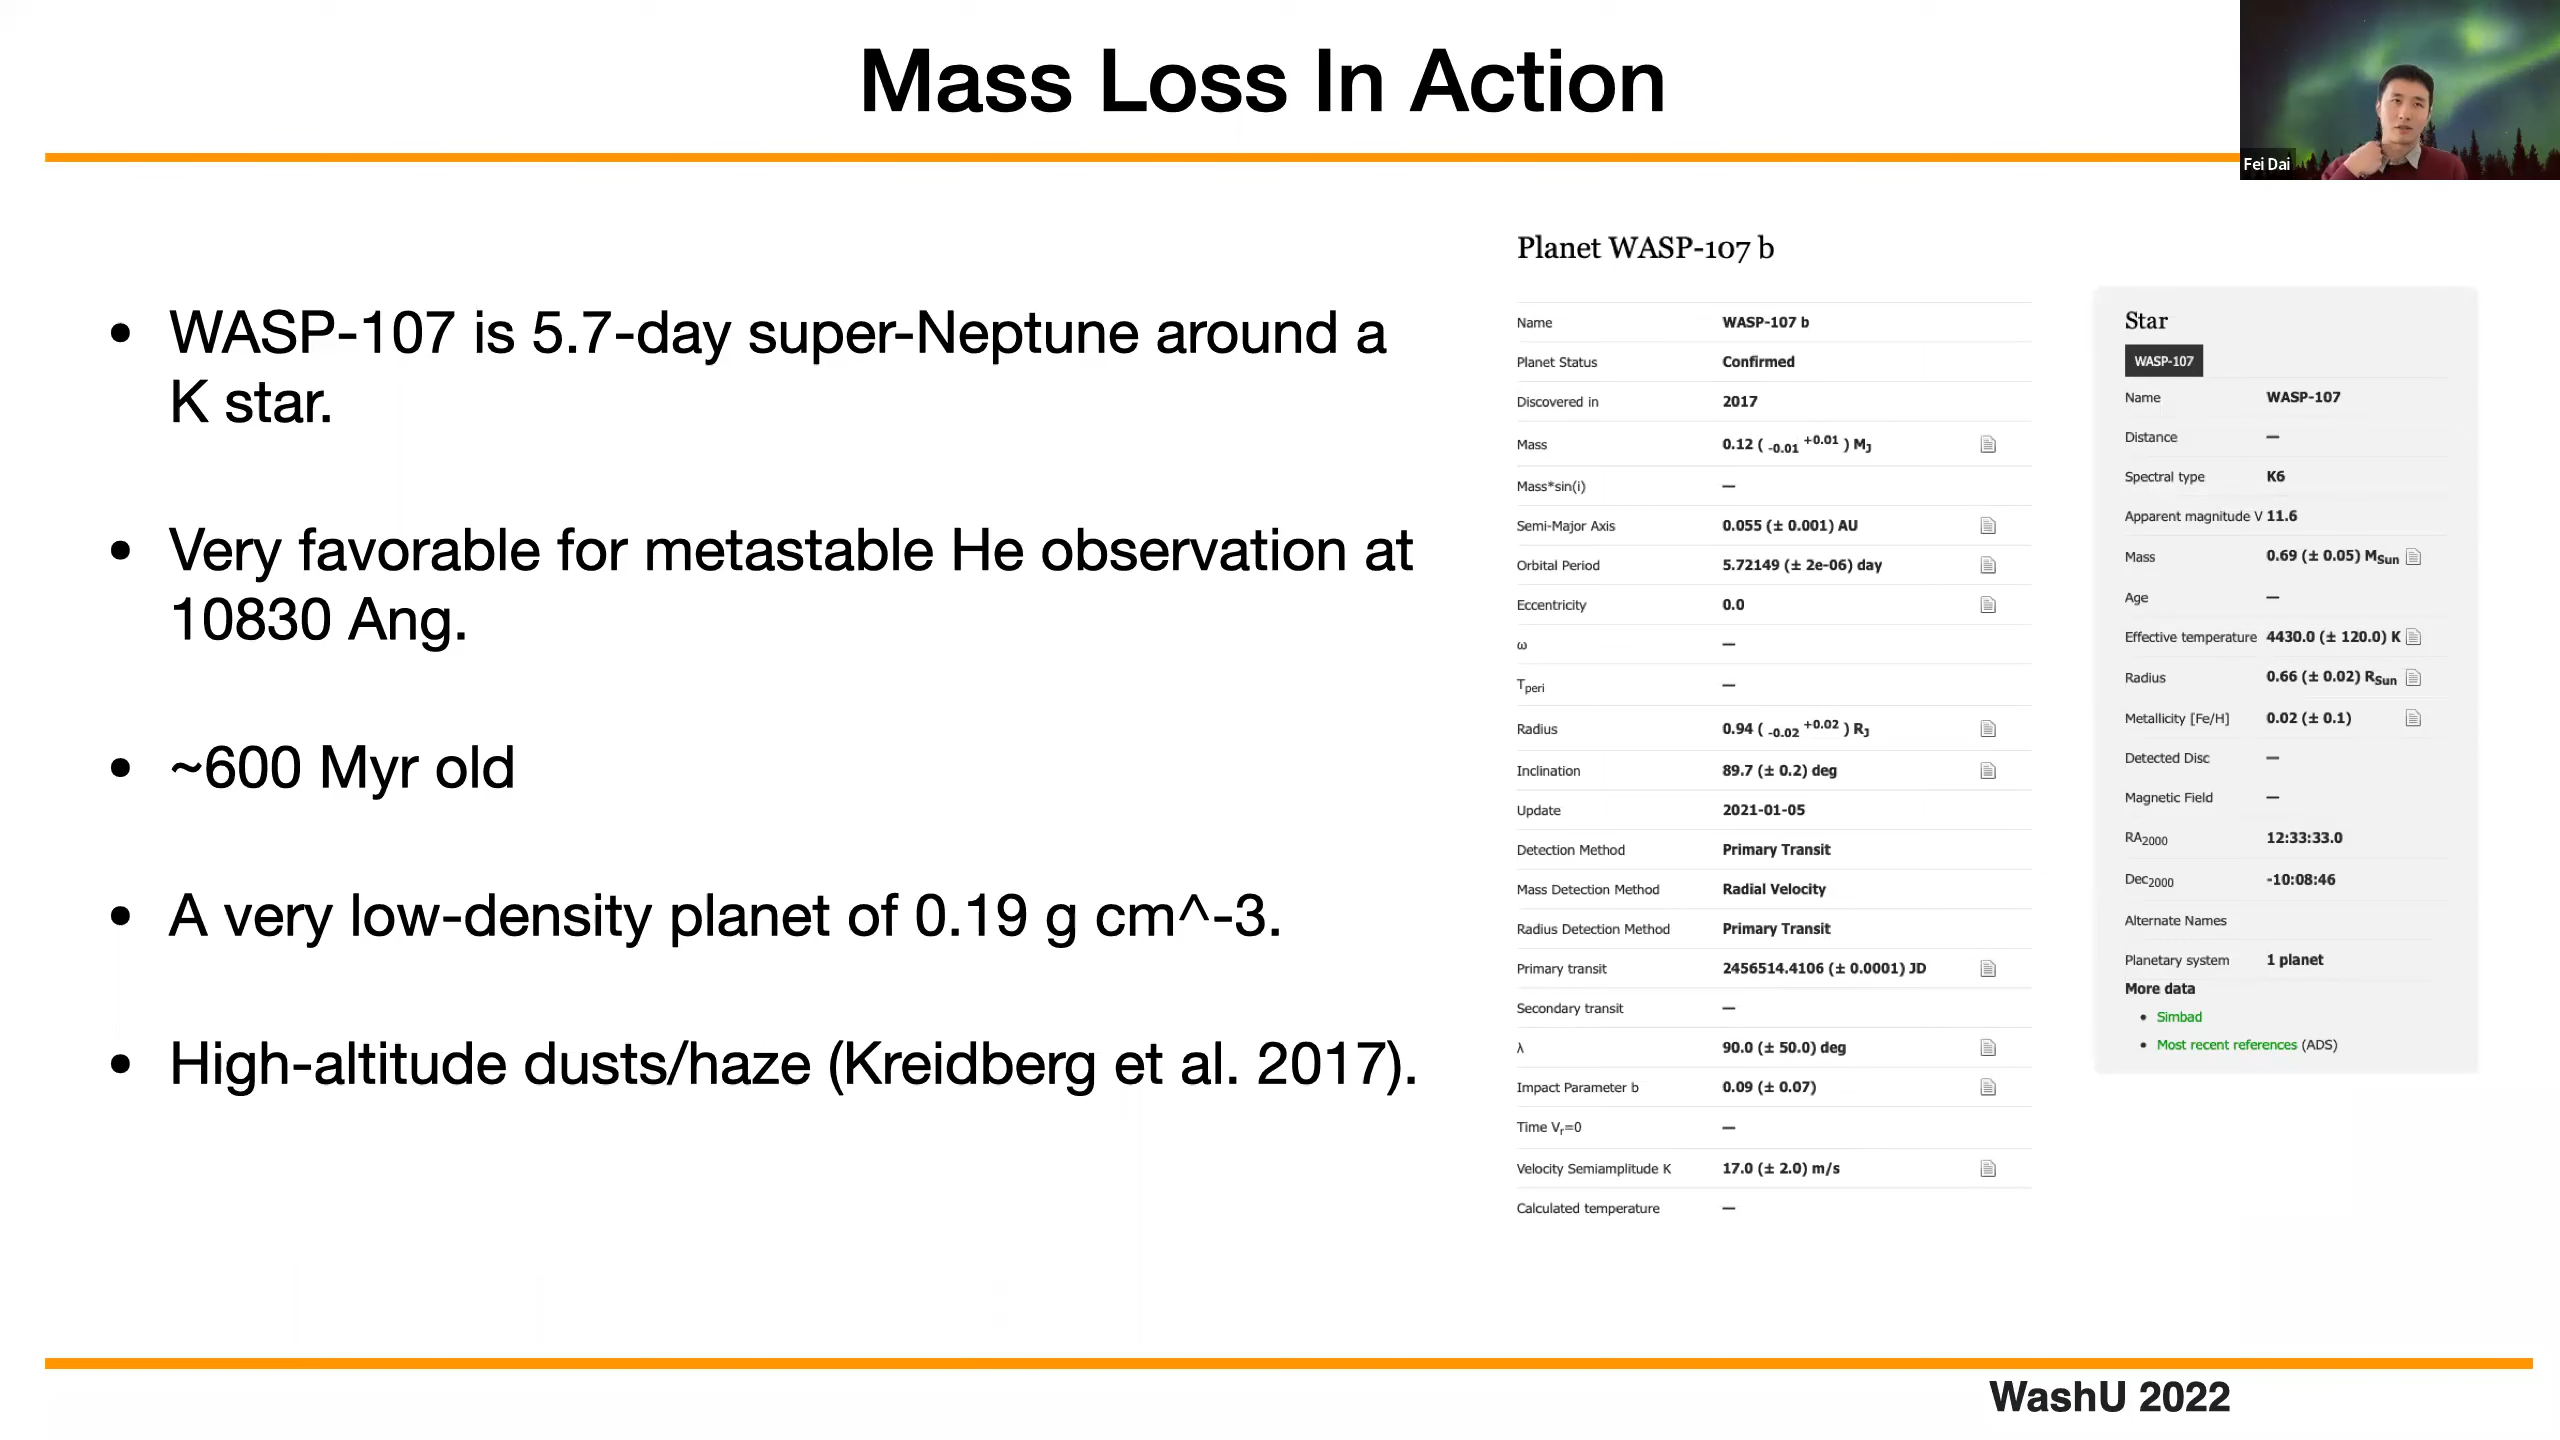 Mass Loss In Action
Fei Dai
• WASP-107 is 5.7-day super-Neptune around a
K star.
• Very favorable for metastable He observation at
10830 Ang.
• ~600 Myr old
• A very low-density planet of 0.19 g cm^-3.
• High-altitude dusts/haze (Kreidberg et al. 2017).
Planet WASP-107 b
Name WASP-107 b
Planet Status Confirmed
Discovered in 2017
Mass 0.12 ( -0.01 +0.01 ) MJ
Mass*sin(i) —
Semi-Major Axis 0.055 (± 0.001) AU
Orbital Period 5.72149 (± 2e-06) day
Eccentricity 0.0
ω —
Tperi —
Radius 0.94 ( -0.02 +0.02 ) RJ
Inclination 89.7 (± 0.2) deg
Update 2021-01-05
Detection Method Primary Transit
Mass Detection Method Radial Velocity
Radius Detection Method Primary Transit
Primary transit 2456514.4106 (± 0.0001) JD
Secondary transit —
λ 90.0 (± 50.0) deg
Impact Parameter b 0.09 (± 0.07)
Time Vr=0 —
Velocity Semiamplitude K 17.0 (± 2.0) m/s
Calculated temperature —
Star
WASP-107
Name WASP-107
Distance —
Spectral type K6
Apparent magnitude V 11.6
Mass 0.69 (± 0.05) MSun
Age —
Effective temperature 4430.0 (± 120.0) K
Radius 0.66 (± 0.02) RSun
Metallicity [Fe/H] 0.02 (± 0.1)
Detected Disc —
Magnetic Field —
RA2000 12:33:33.0
Dec2000 -10:08:46
Alternate Names
Planetary system 1 planet
More data
• Simbad
• Most recent references (ADS)
WashU 2022